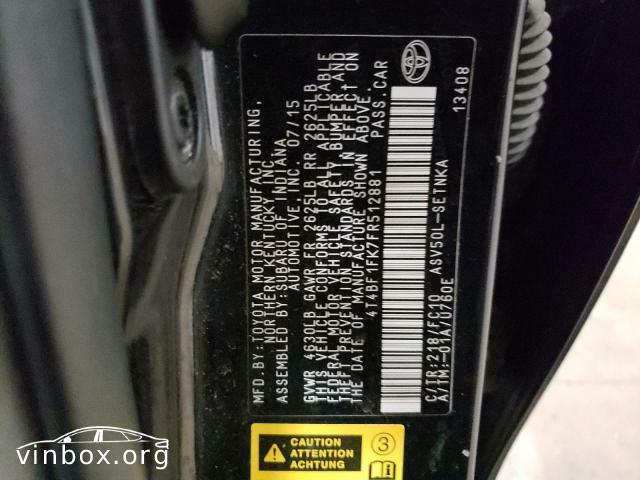 MFD.BY:TOYOTA MOTOR MANUFACTURING,
NORTHERN KENTUCKY INC.
ASSEMBLED BY:SUBARU OF INDIANA
AUTOMOTIVE,INC. 07/15
GVWR 4630LB GAWR FR 2625LB RR 2625LB
THIS VEHICLE CONFORMS TO ALL APPLICABLE
FEDERAL MOTOR VEHICLE SAFETY,BUMPER,AND
THEFT PREVENTION STANDARDS IN EFFECT ON
THE DATE OF MANUFACTURE SHOWN ABOVE.
4T4BF1FK7FR512881 PASS.CAR
C/TR:218/FC10 ASV50L-SETNKA
A/TM:-01A/U760E
13408
CAUTION
ATTENTION
ACHTUNG
3
i
vinbox.org